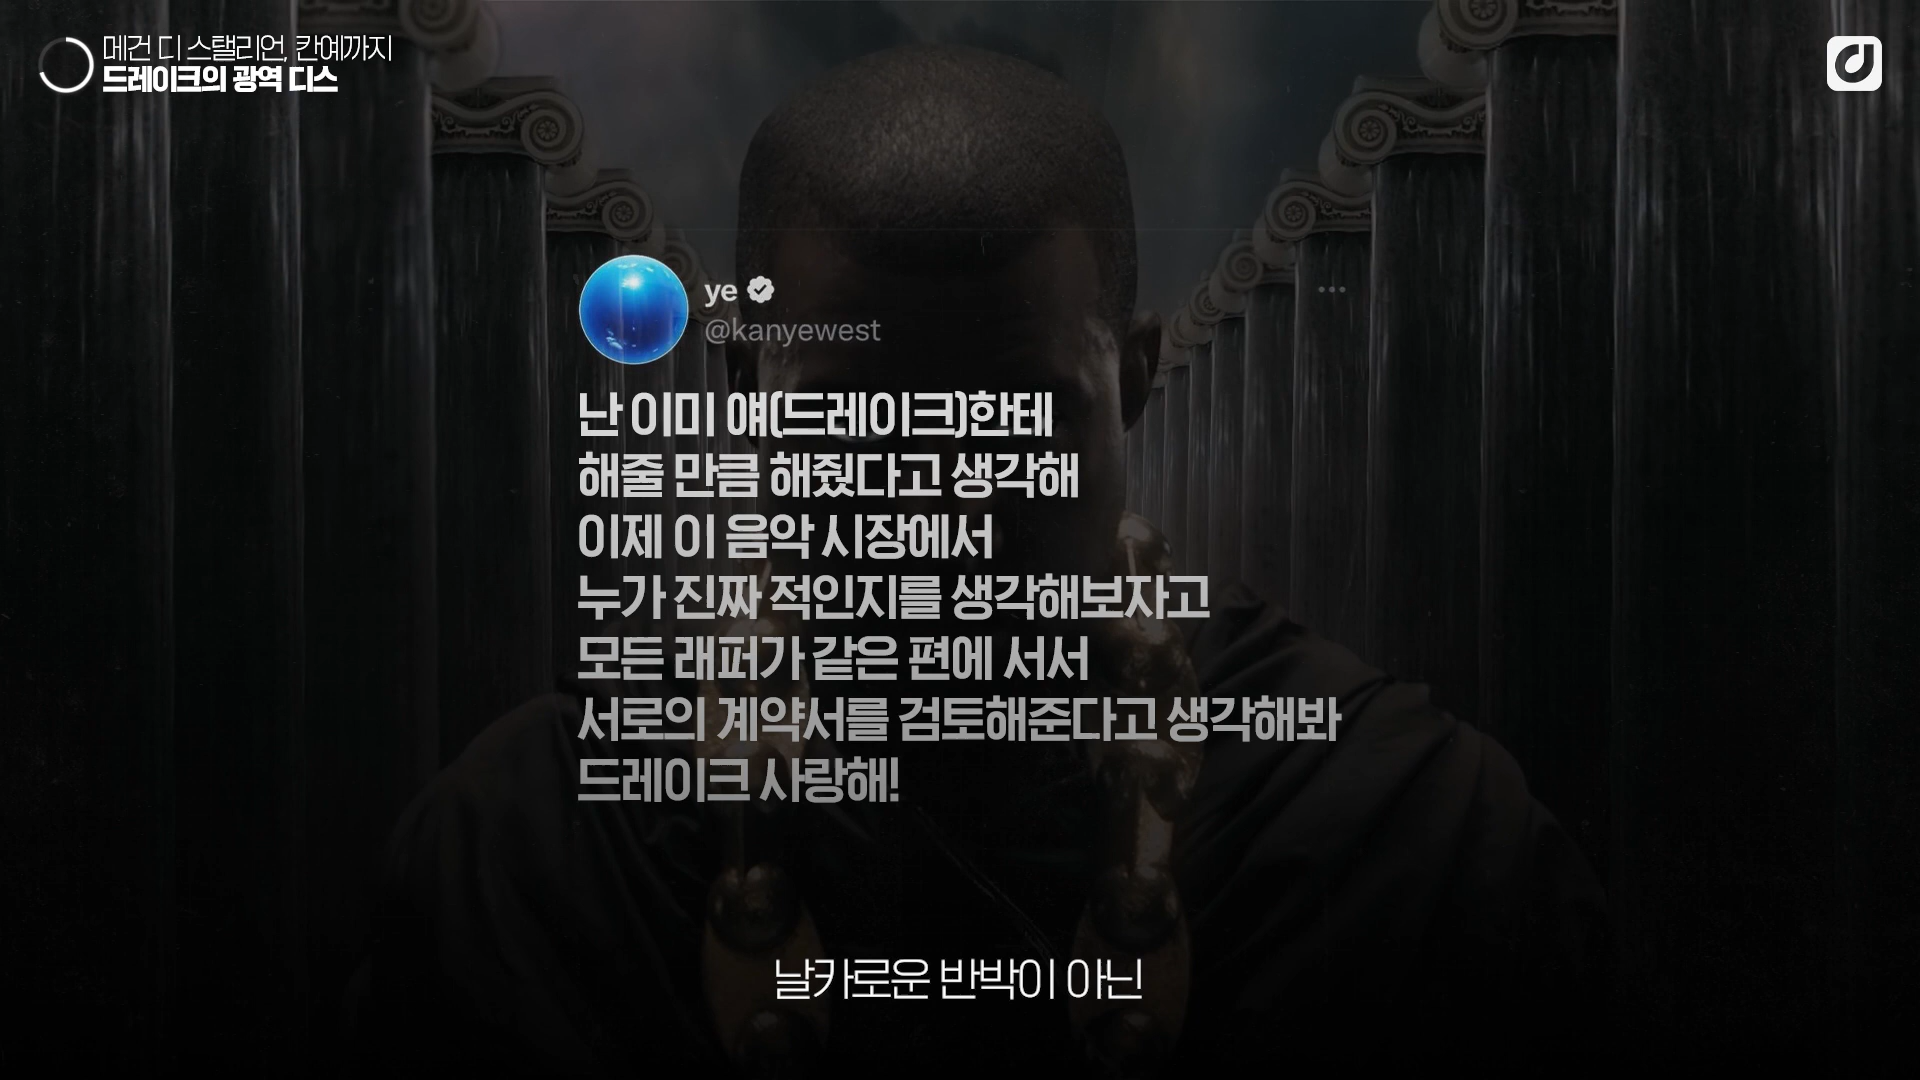 메건 디 스탤리언, 칸예까지
드레이크의 광역 디스
ye
@kanyewest
난 이미 얘(드레이크)한테
해줄 만큼 해줬다고 생각해
이제 이 음악 시장에서
누가 진짜 적인지를 생각해보자고
모든 래퍼가 같은 편에 서서
서로의 계약서를 검토해준다고 생각해봐
드레이크 사랑해!
날카로운 반박이 아닌